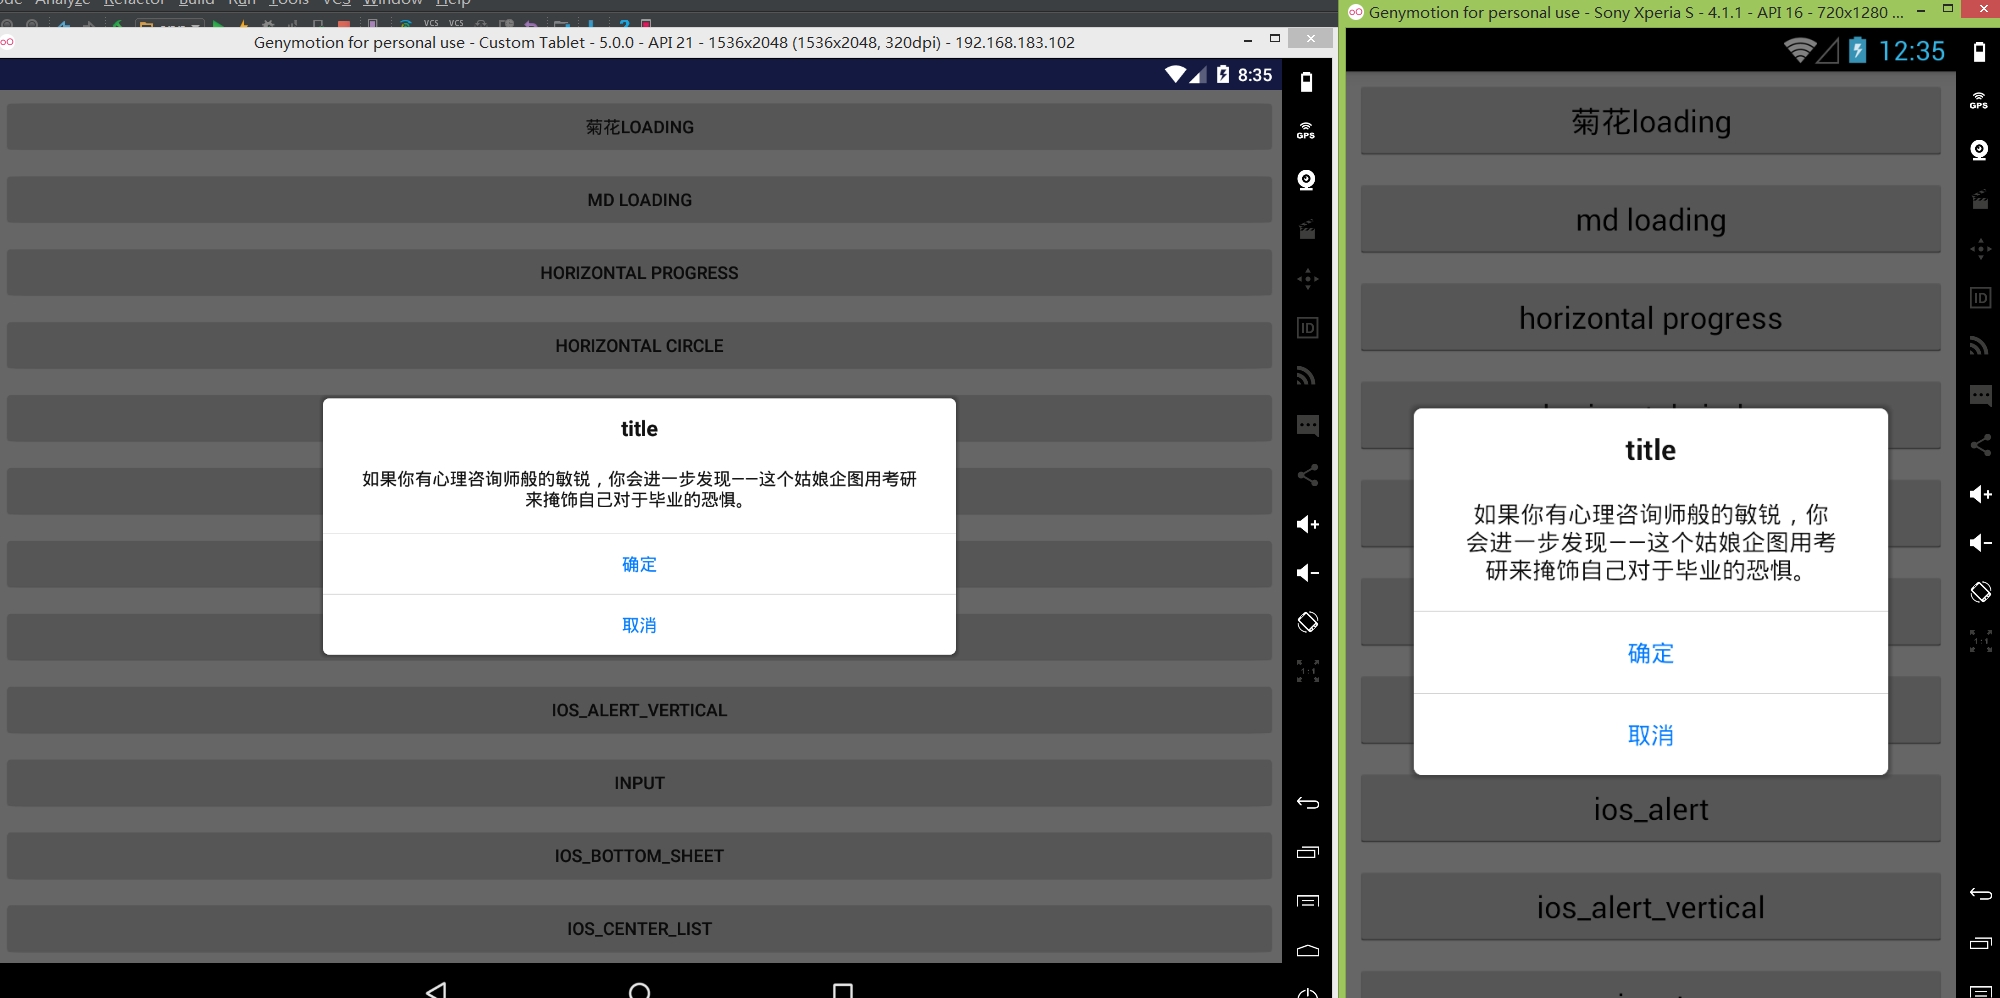 Analyze Refactor Build Run Tools VCS Window Help
VCS VCS
Genymotion for personal use - Custom Tablet - 5.0.0 - API 21 - 1536x2048 (1536x2048, 320dpi) - 192.168.183.102
8:35
菊花LOADING
MD LOADING
HORIZONTAL PROGRESS
HORIZONTAL CIRCLE
title
如果你有心理咨询师般的敏锐，你会进一步发现——这个姑娘企图用考研
来掩饰自己对于毕业的恐惧。
确定
取消
IOS_ALERT_VERTICAL
INPUT
IOS_BOTTOM_SHEET
IOS_CENTER_LIST
GPS
ID
1:1
Genymotion for personal use - Sony Xperia S - 4.1.1 - API 16 - 720x1280 ...
12:35
菊花loading
md loading
horizontal progress
title
如果你有心理咨询师般的敏锐，你
会进一步发现——这个姑娘企图用考
研来掩饰自己对于毕业的恐惧。
确定
取消
ios_alert
ios_alert_vertical
GPS
ID
1:1